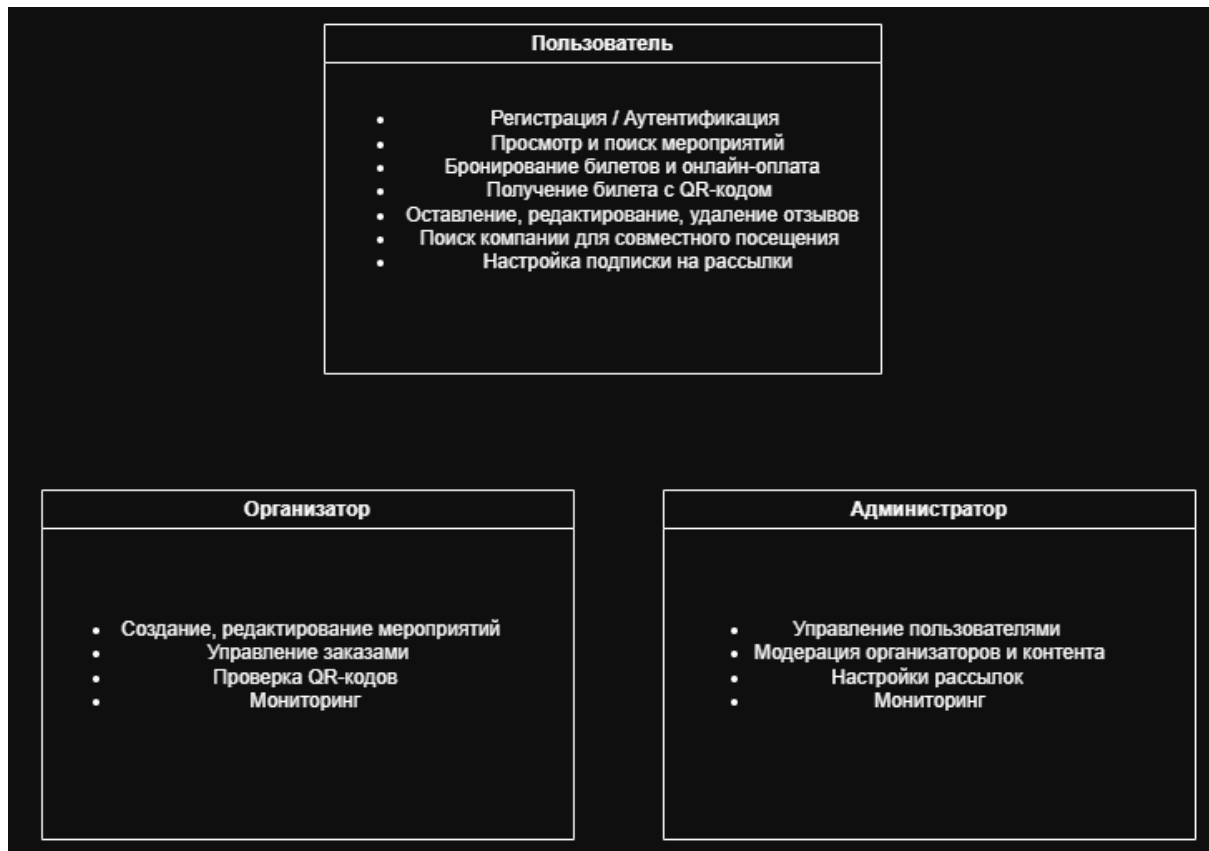 Пользователь
• Регистрация / Аутентификация
• Просмотр и поиск мероприятий
• Бронирование билетов и онлайн-оплата
• Получение билета с QR-кодом
• Оставление, редактирование, удаление отзывов
• Поиск компании для совместного посещения
• Настройка подписки на рассылки
Организатор
• Создание, редактирование мероприятий
• Управление заказами
• Проверка QR-кодов
• Мониторинг
Администратор
• Управление пользователями
• Модерация организаторов и контента
• Настройки рассылок
• Мониторинг